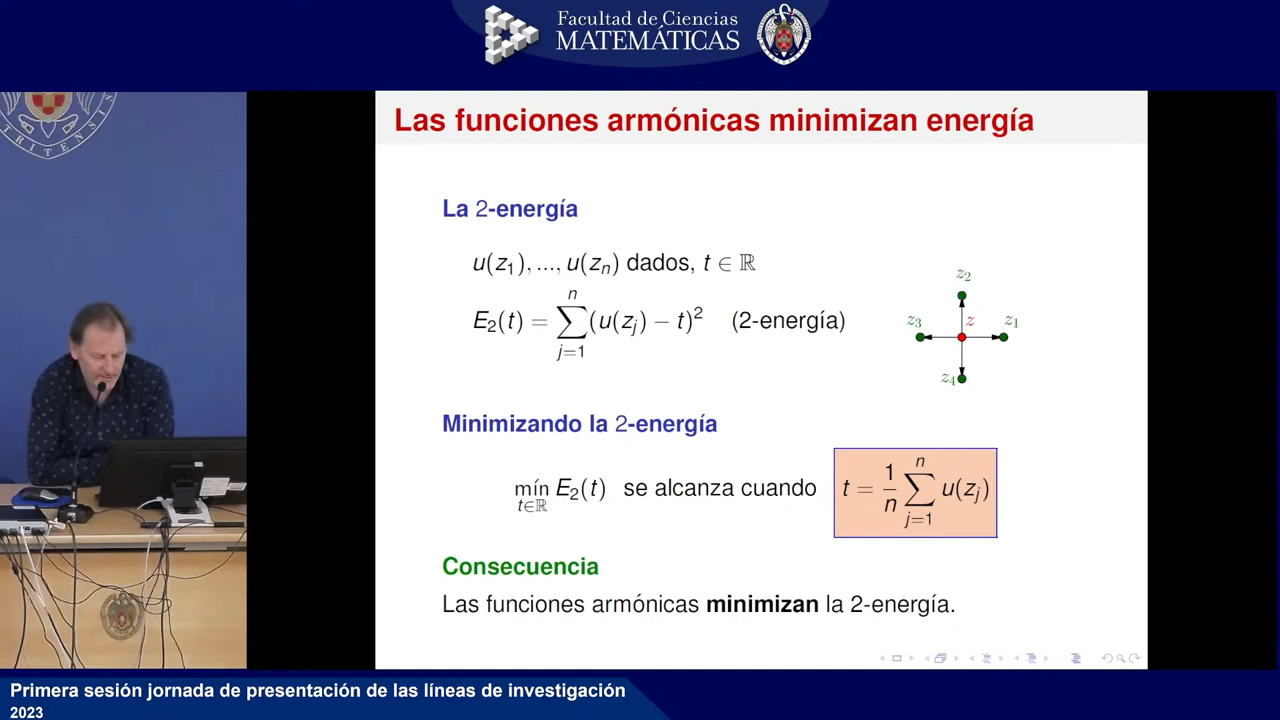 Facultad de Ciencias
MATEMÁTICAS
TRITENSIS
Las funciones armónicas minimizan energía
La 2-energía
u(z₁), ..., u(zₙ) dados, t ∈ ℝ
E₂(t) = ∑ⱼ₌₁ⁿ (u(zⱼ) − t)² (2-energía)
z₂
z₃ z z₁
z₄
Minimizando la 2-energía
mín_{t∈ℝ} E₂(t) se alcanza cuando t = 1/n ∑ⱼ₌₁ⁿ u(zⱼ)
Consecuencia
Las funciones armónicas minimizan la 2-energía.
Primera sesión jornada de presentación de las líneas de investigación
2023